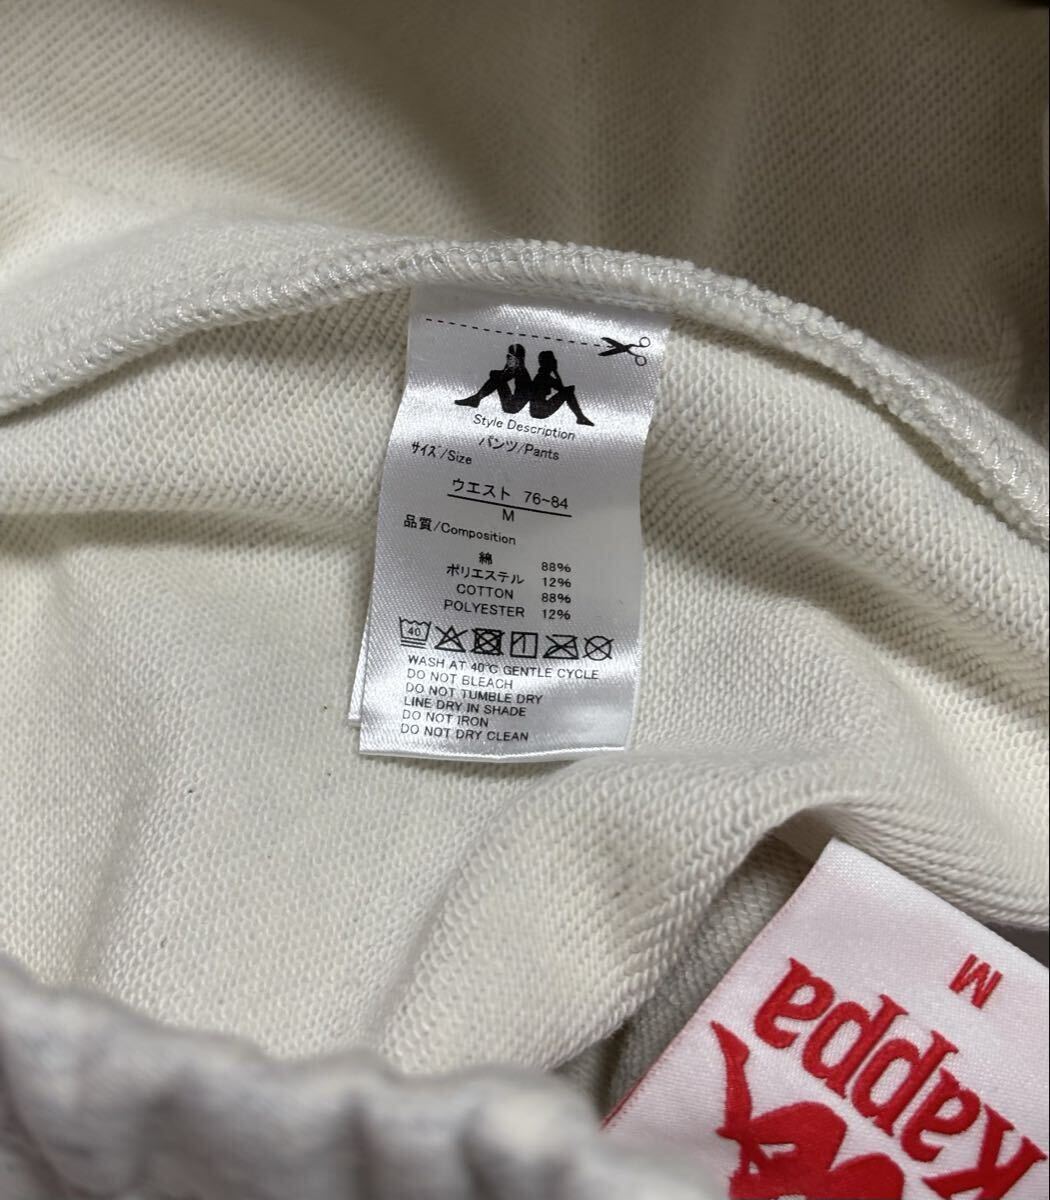 Style Description
パンツ/Pants
サイズ/Size
ウエスト 76~84
M
品質/Composition
綿 88%
ポリエステル 12%
COTTON 88%
POLYESTER 12%
40
WASH AT 40℃ GENTLE CYCLE
DO NOT BLEACH
DO NOT TUMBLE DRY
LINE DRY IN SHADE
DO NOT IRON
DO NOT DRY CLEAN
M
Kappa